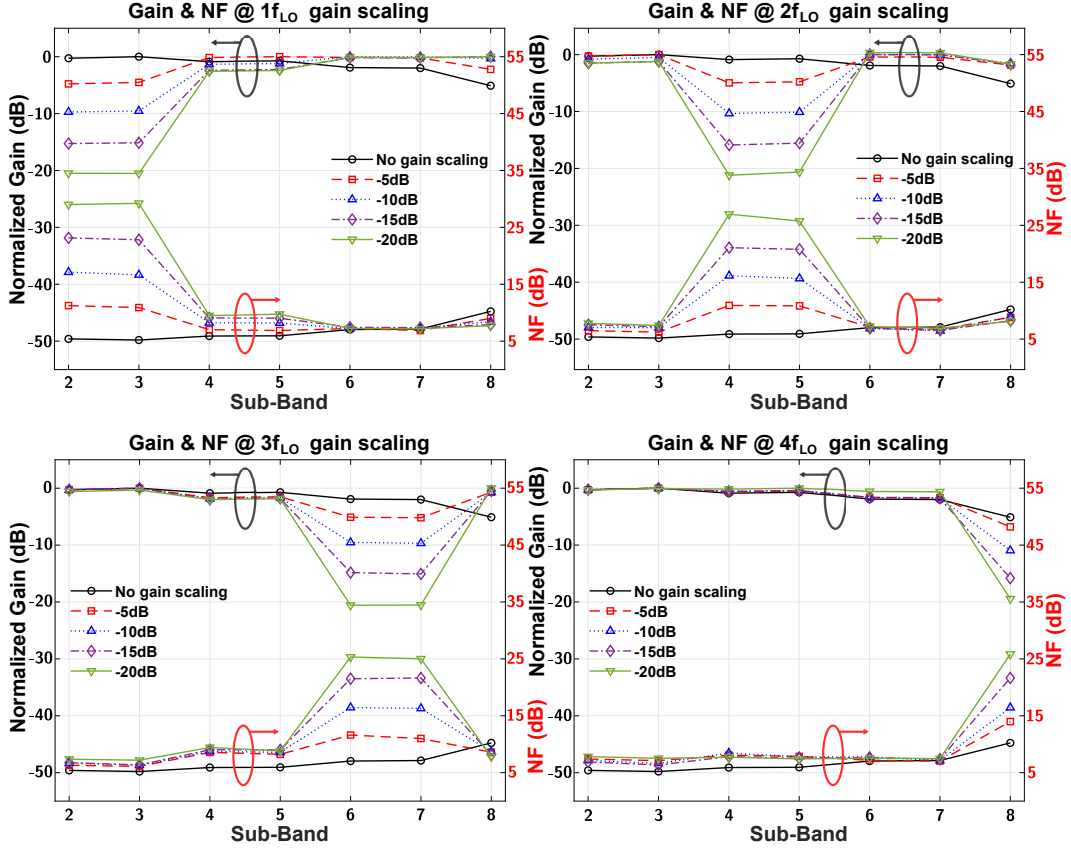 Gain & NF @ 1f_LO gain scaling
Normalized Gain (dB)
0
-10
-20
-30
-40
-50
55
45
35
25
15
5
NF (dB)
No gain scaling
-5dB
-10dB
-15dB
-20dB
2 3 4 5 6 7 8
Sub-Band
Gain & NF @ 2f_LO gain scaling
Normalized Gain (dB)
0
-10
-20
-30
-40
-50
55
45
35
25
15
5
NF (dB)
No gain scaling
-5dB
-10dB
-15dB
-20dB
2 3 4 5 6 7 8
Sub-Band
Gain & NF @ 3f_LO gain scaling
Normalized Gain (dB)
0
-10
-20
-30
-40
-50
55
45
35
25
15
5
NF (dB)
No gain scaling
-5dB
-10dB
-15dB
-20dB
2 3 4 5 6 7 8
Sub-Band
Gain & NF @ 4f_LO gain scaling
Normalized Gain (dB)
0
-10
-20
-30
-40
-50
55
45
35
25
15
5
NF (dB)
No gain scaling
-5dB
-10dB
-15dB
-20dB
2 3 4 5 6 7 8
Sub-Band